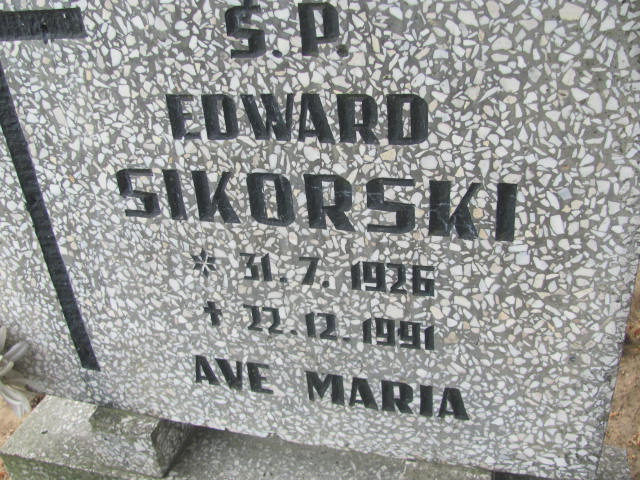 Ś.P.
EDWARD
SIKORSKI
* 31.7.1926
✝ 22.12.1991
AVE MARIA